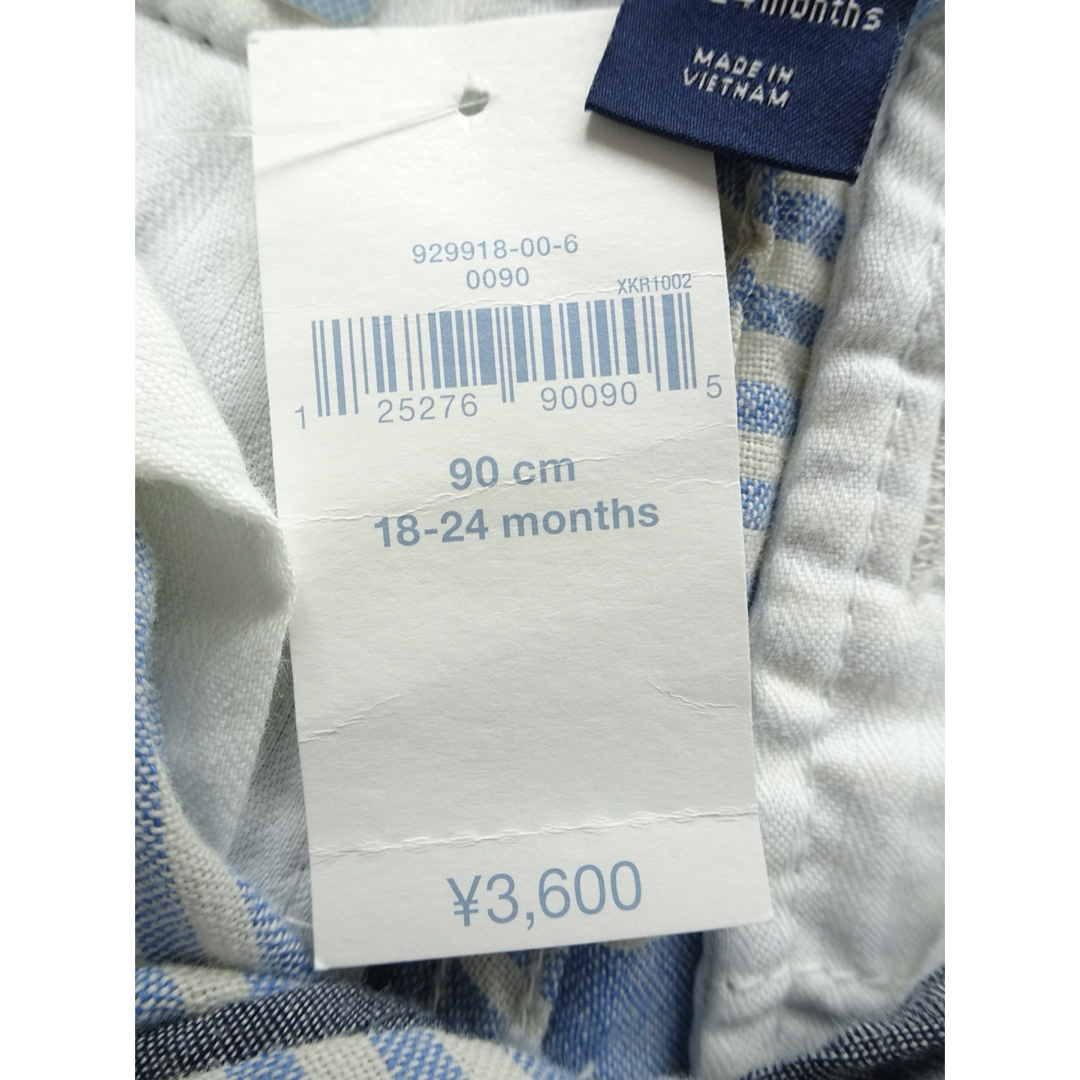 months
MADE IN
VIETNAM
929918-00-6
0090
XKR1002
1 25276 90090 5
90 cm
18-24 months
¥3,600